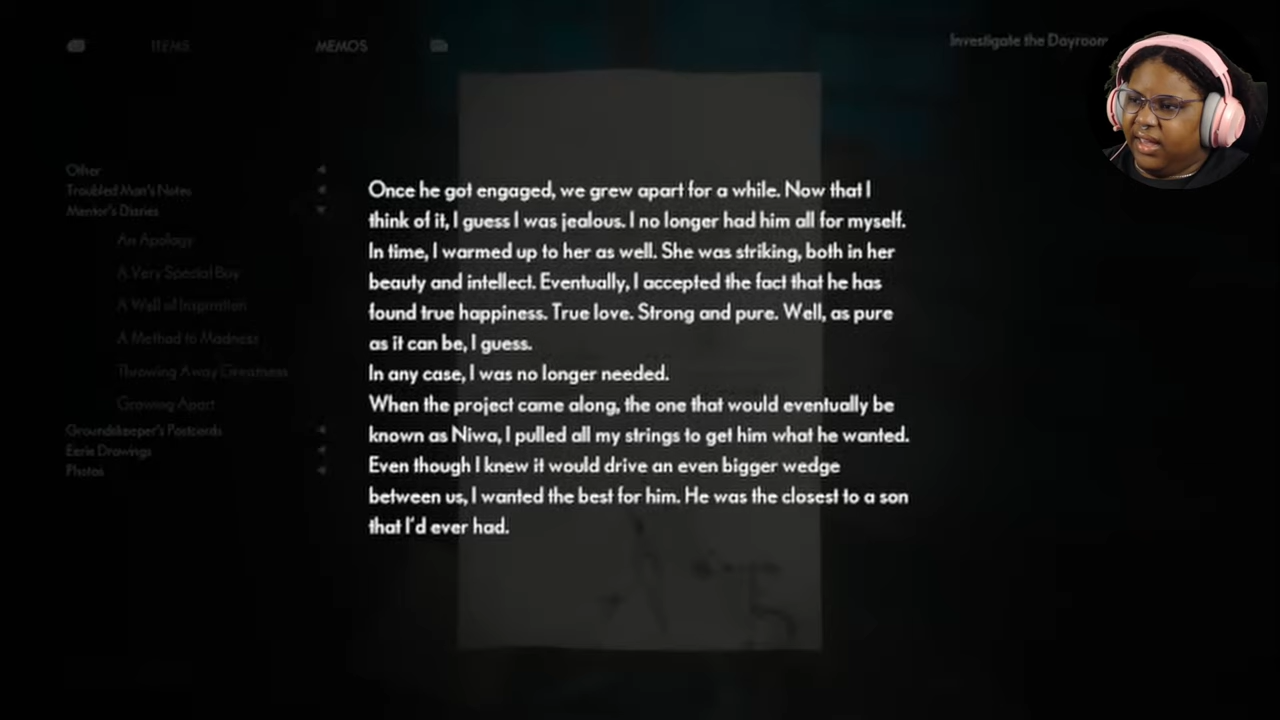 ITEMS
MEMOS
Investigate the Dayroom
Other
Troubled Man's Notes
Mentor's Diaries
An Apology
A Very Special Boy
A Well of Inspiration
A Method to Madness
Throwing Away Greatness
Growing Apart
Groundskeeper's Postcards
Eerie Drawings
Photos
Once he got engaged, we grew apart for a while. Now that I
think of it, I guess I was jealous. I no longer had him all for myself.
In time, I warmed up to her as well. She was striking, both in her
beauty and intellect. Eventually, I accepted the fact that he has
found true happiness. True love. Strong and pure. Well, as pure
as it can be, I guess.
In any case, I was no longer needed.
When the project came along, the one that would eventually be
known as Niwa, I pulled all my strings to get him what he wanted.
Even though I knew it would drive an even bigger wedge
between us, I wanted the best for him. He was the closest to a son
that I'd ever had.